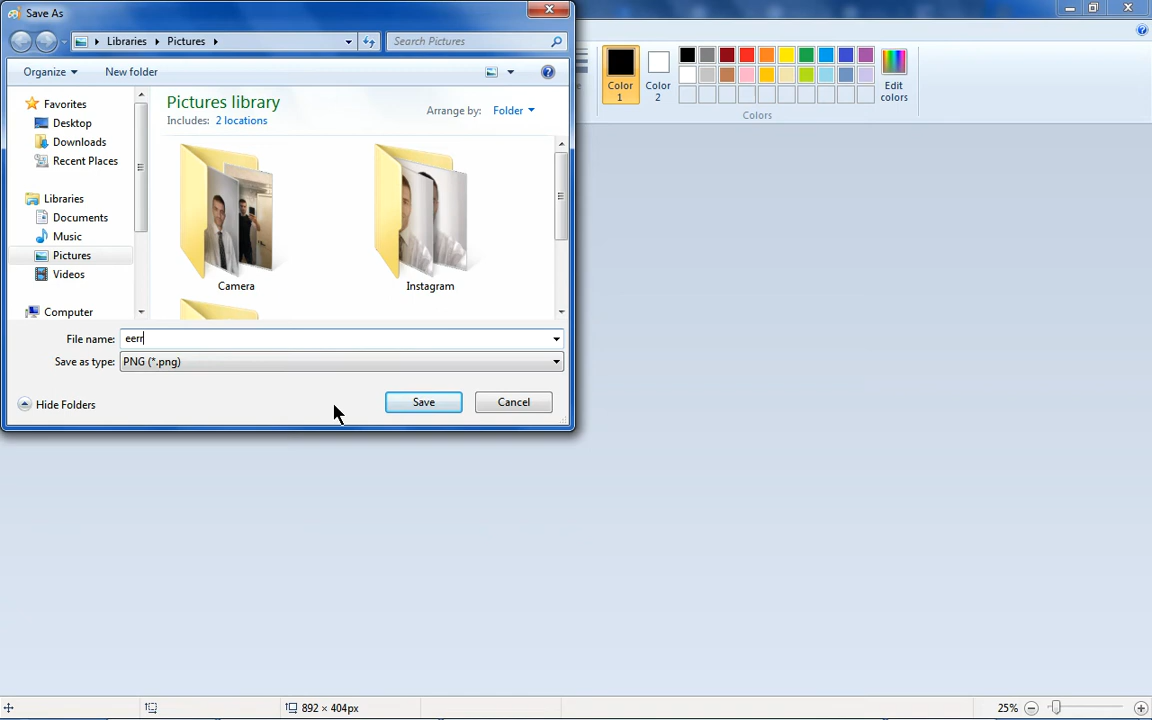 Save As
Libraries Pictures
Search Pictures
Organize New folder
Favorites
Desktop
Downloads
Recent Places
Libraries
Documents
Music
Pictures
Videos
Computer
Pictures library
Includes: 2 locations
Arrange by: Folder
Camera
Instagram
File name: eerr
Save as type: PNG (*.png)
Hide Folders
Save
Cancel
Color
1
Color
2
Edit
colors
Colors
892 × 404px
25%